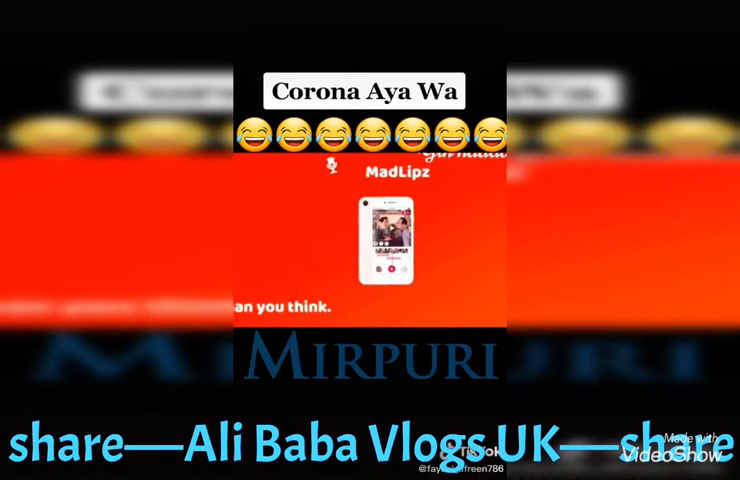 Corona Aya Wa
MadLipz
an you think.
MIRPURI
share—Ali Baba Vlogs UK—share
Made with
VideoShow
TikTok